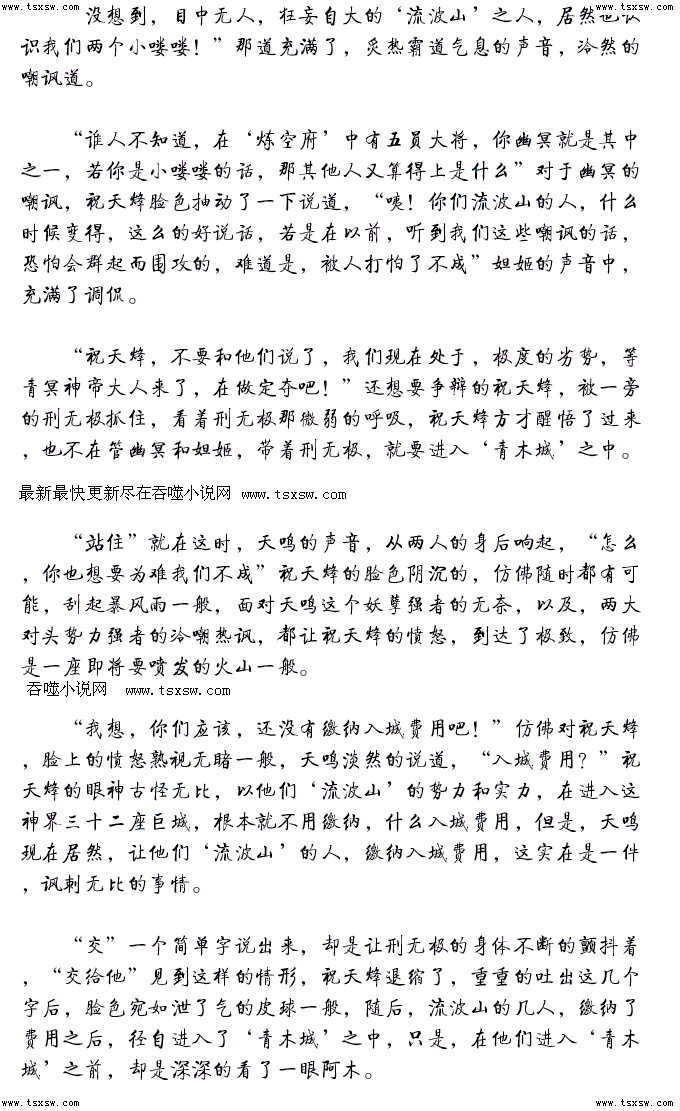 www.tsxsw.com www.tsxsw.com www.tsxsw.com www.tsxsw.com
没想到，目中无人，狂妄自大的‘流波山’之人，居然也认
识我们两个小喽喽！”那道充满了，炙热霸道气息的声音，冷然的
嘲讽道。
“谁人不知道，在‘炼空府’中有五员大将，你幽冥就是其中
之一，若你是小喽喽的话，那其他人又算得上是什么”对于幽冥的
嘲讽，祝天烽脸色抽动了一下说道，“咦！你们流波山的人，什么
时候变得，这么的好说话，若是在以前，听到我们这些嘲讽的话，
恐怕会群起而围攻的，难道是，被人打怕了不成”妲姬的声音中，
充满了调侃。
“祝天烽，不要和他们说了，我们现在处于，极度的劣势，等
青冥神帝大人来了，在做定夺吧！”还想要争辩的祝天烽，被一旁
的刑无极抓住，看着刑无极那微弱的呼吸，祝天烽方才醒悟了过来
，也不在管幽冥和妲姬，带着刑无极，就要进入‘青木城’之中。
最新最快更新尽在吞噬小说网 www.tsxsw.com
“站住”就在这时，天鸣的声音，从两人的身后响起，“怎么
，你也想要为难我们不成”祝天烽的脸色阴沉的，仿佛随时都有可
能，刮起暴风雨一般，面对天鸣这个妖孽强者的无奈，以及，两大
对头势力强者的冷嘲热讽，都让祝天烽的愤怒，到达了极致，仿佛
是一座即将要喷发的火山一般。
吞噬小说网 www.tsxsw.com
“我想，你们应该，还没有缴纳入城费用吧！”仿佛对祝天烽
，脸上的愤怒熟视无睹一般，天鸣淡然的说道，“入城费用？”祝
天烽的眼神古怪无比，以他们‘流波山’的势力和实力，在进入这
神界三十二座巨城，根本就不用缴纳，什么入城费用，但是，天鸣
现在居然，让他们‘流波山’的人，缴纳入城费用，这实在是一件
，讽刺无比的事情。
“交”一个简单字说出来，却是让刑无极的身体不断的颤抖着
，“交给他”见到这样的情形，祝天烽退缩了，重重的吐出这几个
字后，脸色宛如泄了气的皮球一般，随后，流波山的几人，缴纳了
费用之后，径自进入了‘青木城’之中，只是，在他们进入‘青木
城’之前，却是深深的看了一眼阿木。
www.tsxsw.com www.tsxsw.com www.tsxsw.com www.tsxsw.com